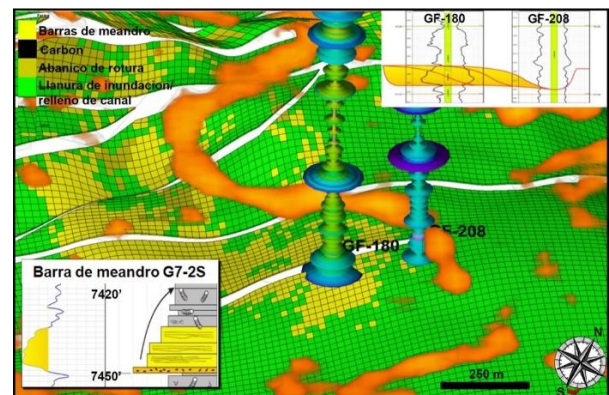 Barras de meandro
Carbon
Abanico de rotura
Llanura de inundacion/
relleno de canal
GF-180
GF-208
GF-180
GF-208
Barra de meandro G7-2S
7420'
7450'
250 m
N
S